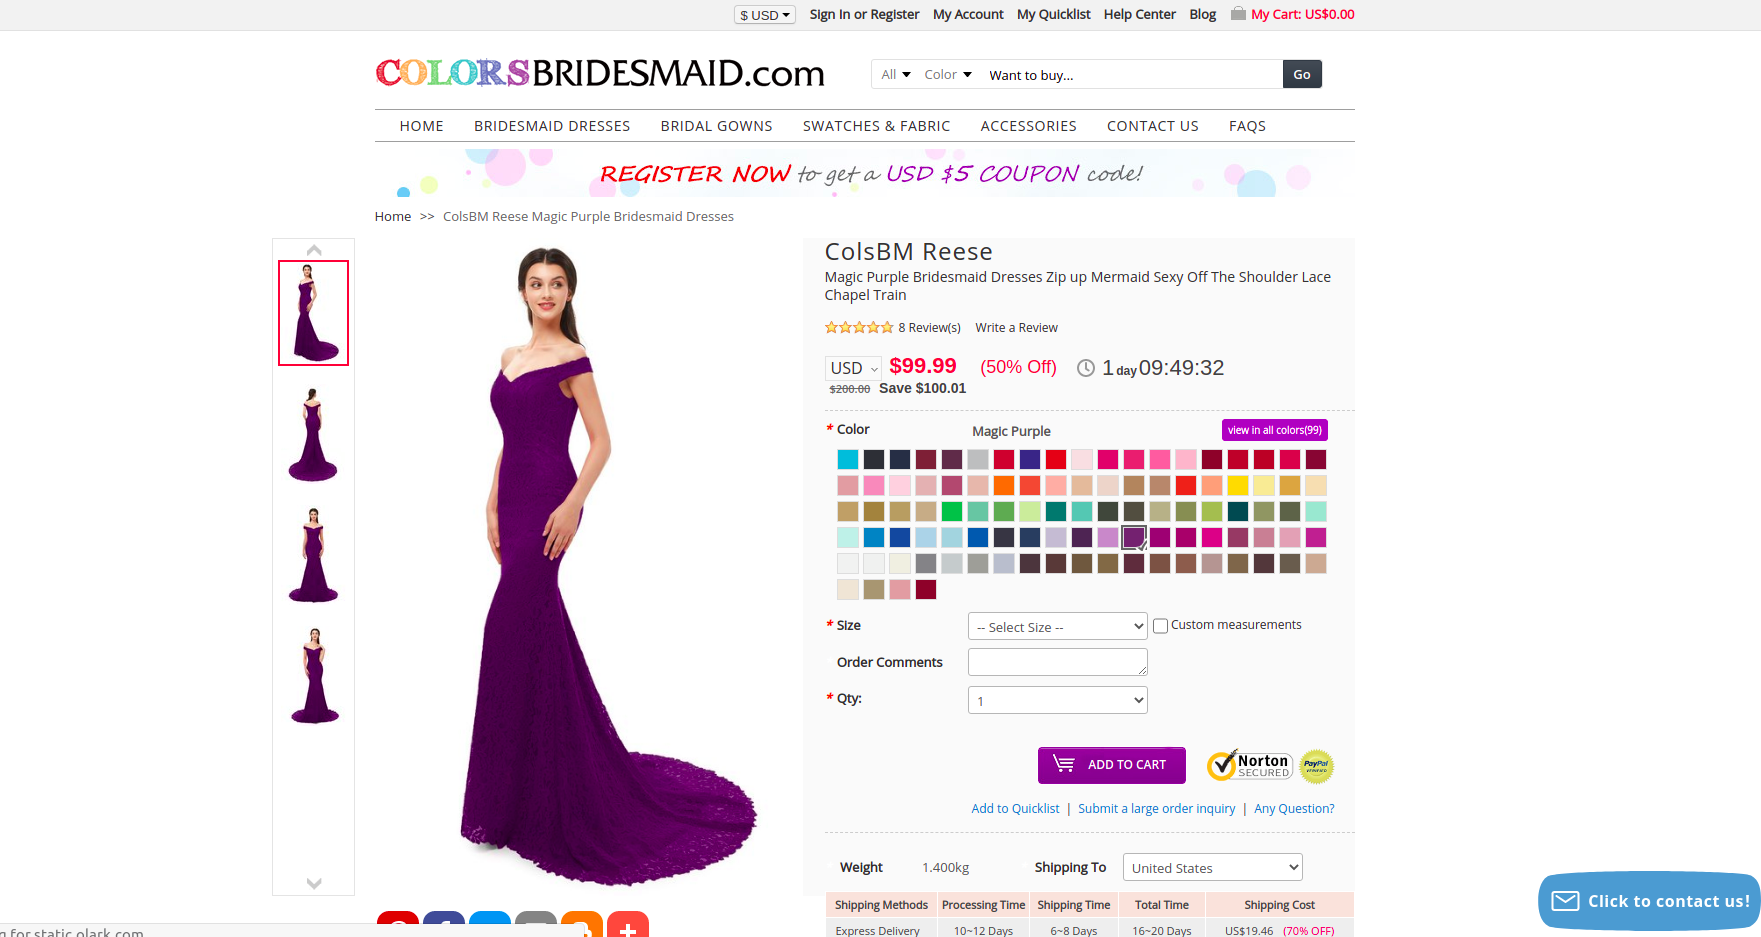 $ USD
Sign In or Register My Account My Quicklist Help Center Blog My Cart: US$0.00
COLORSBRIDESMAID.com
All Color Want to buy... Go
HOME BRIDESMAID DRESSES BRIDAL GOWNS SWATCHES & FABRIC ACCESSORIES CONTACT US FAQS
REGISTER NOW to get a USD $5 COUPON code!
Home >> ColsBM Reese Magic Purple Bridesmaid Dresses
ColsBM Reese
Magic Purple Bridesmaid Dresses Zip up Mermaid Sexy Off The Shoulder Lace
Chapel Train
8 Review(s) Write a Review
USD $99.99 (50% Off) 1 day 09:49:32
$200.00 Save $100.01
* Color Magic Purple view in all colors(99)
* Size -- Select Size -- Custom measurements
Order Comments
* Qty: 1
ADD TO CART
Norton
SECURED
PayPal
VERIFIED
Add to Quicklist | Submit a large order inquiry | Any Question?
Weight 1.400kg Shipping To United States
Shipping Methods Processing Time Shipping Time Total Time Shipping Cost
Express Delivery 10~12 Days 6~8 Days 16~20 Days US$19.46 (70% OFF)
Click to contact us!
g for static.olark.com